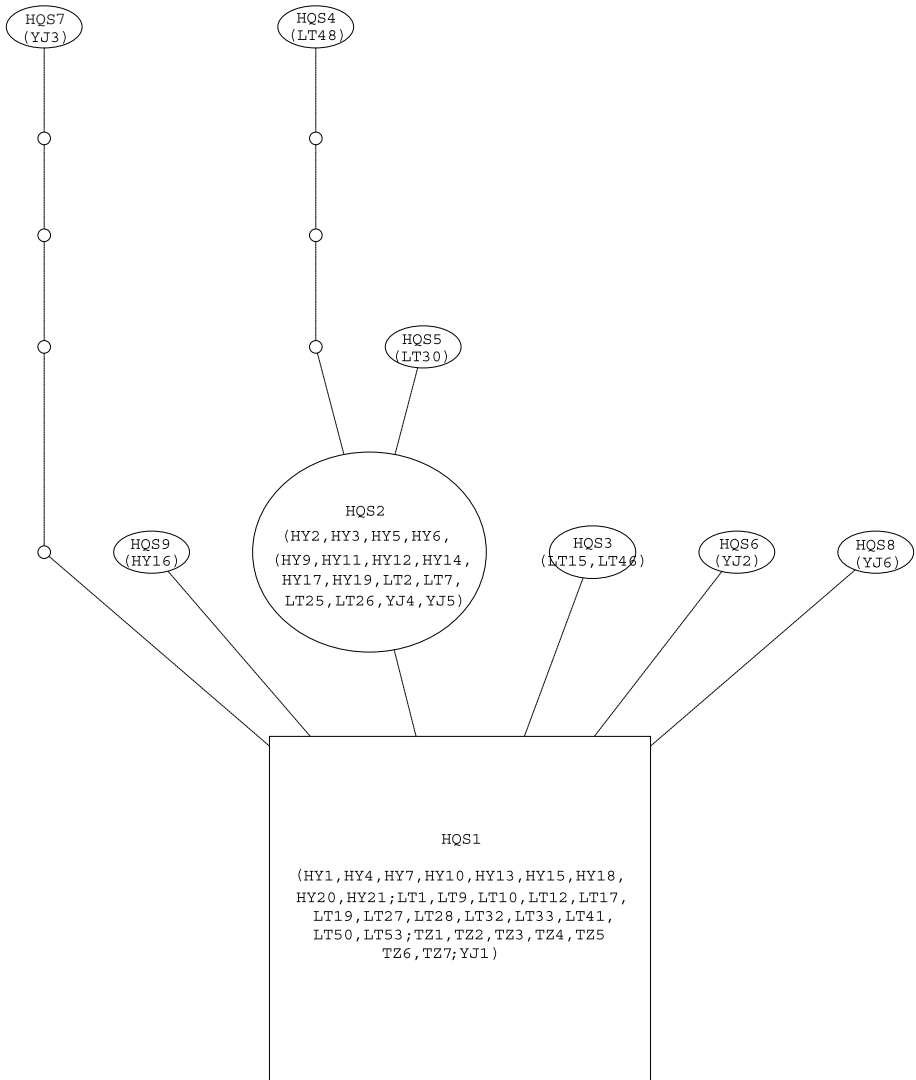 HQS7
(YJ3)
HQS4
(LT48)
HQS5
(LT30)
HQS2
(HY2,HY3,HY5,HY6,
(HY9,HY11,HY12,HY14,
HY17,HY19,LT2,LT7,
LT25,LT26,YJ4,YJ5)
HQS9
(HY16)
HQS3
(LT15,LT46)
HQS6
(YJ2)
HQS8
(YJ6)
HQS1
(HY1,HY4,HY7,HY10,HY13,HY15,HY18,
HY20,HY21;LT1,LT9,LT10,LT12,LT17,
LT19,LT27,LT28,LT32,LT33,LT41,
LT50,LT53;TZ1,TZ2,TZ3,TZ4,TZ5
TZ6,TZ7;YJ1)